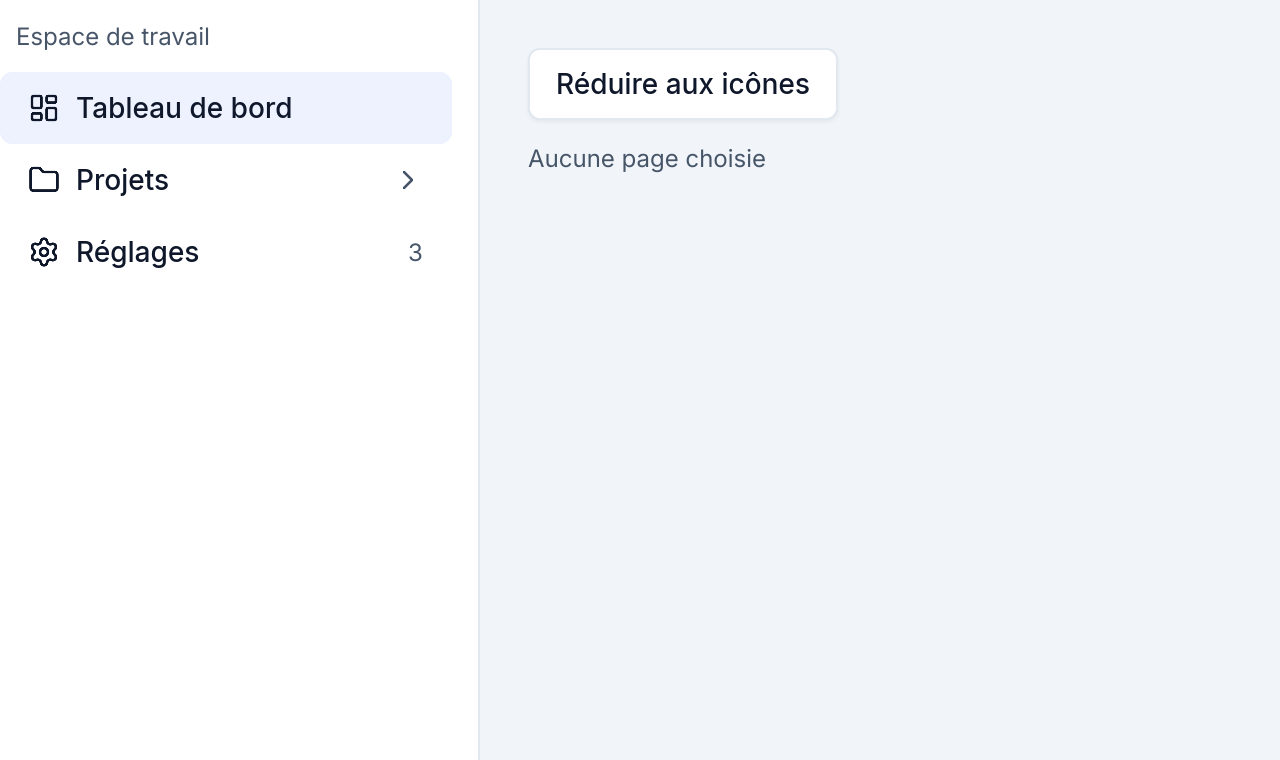 Espace de travail
Tableau de bord
Projets
Réglages 3
Réduire aux icônes
Aucune page choisie